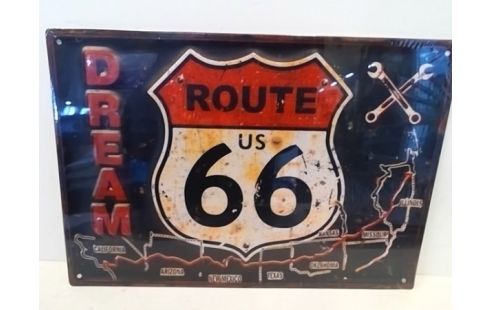 DREAM
ROUTE
US
66
CALIFORNIA
ARIZONA
NEW MEXICO
TEXAS
OKLAHOMA
KANSAS
MISSOURI
ILLINOIS